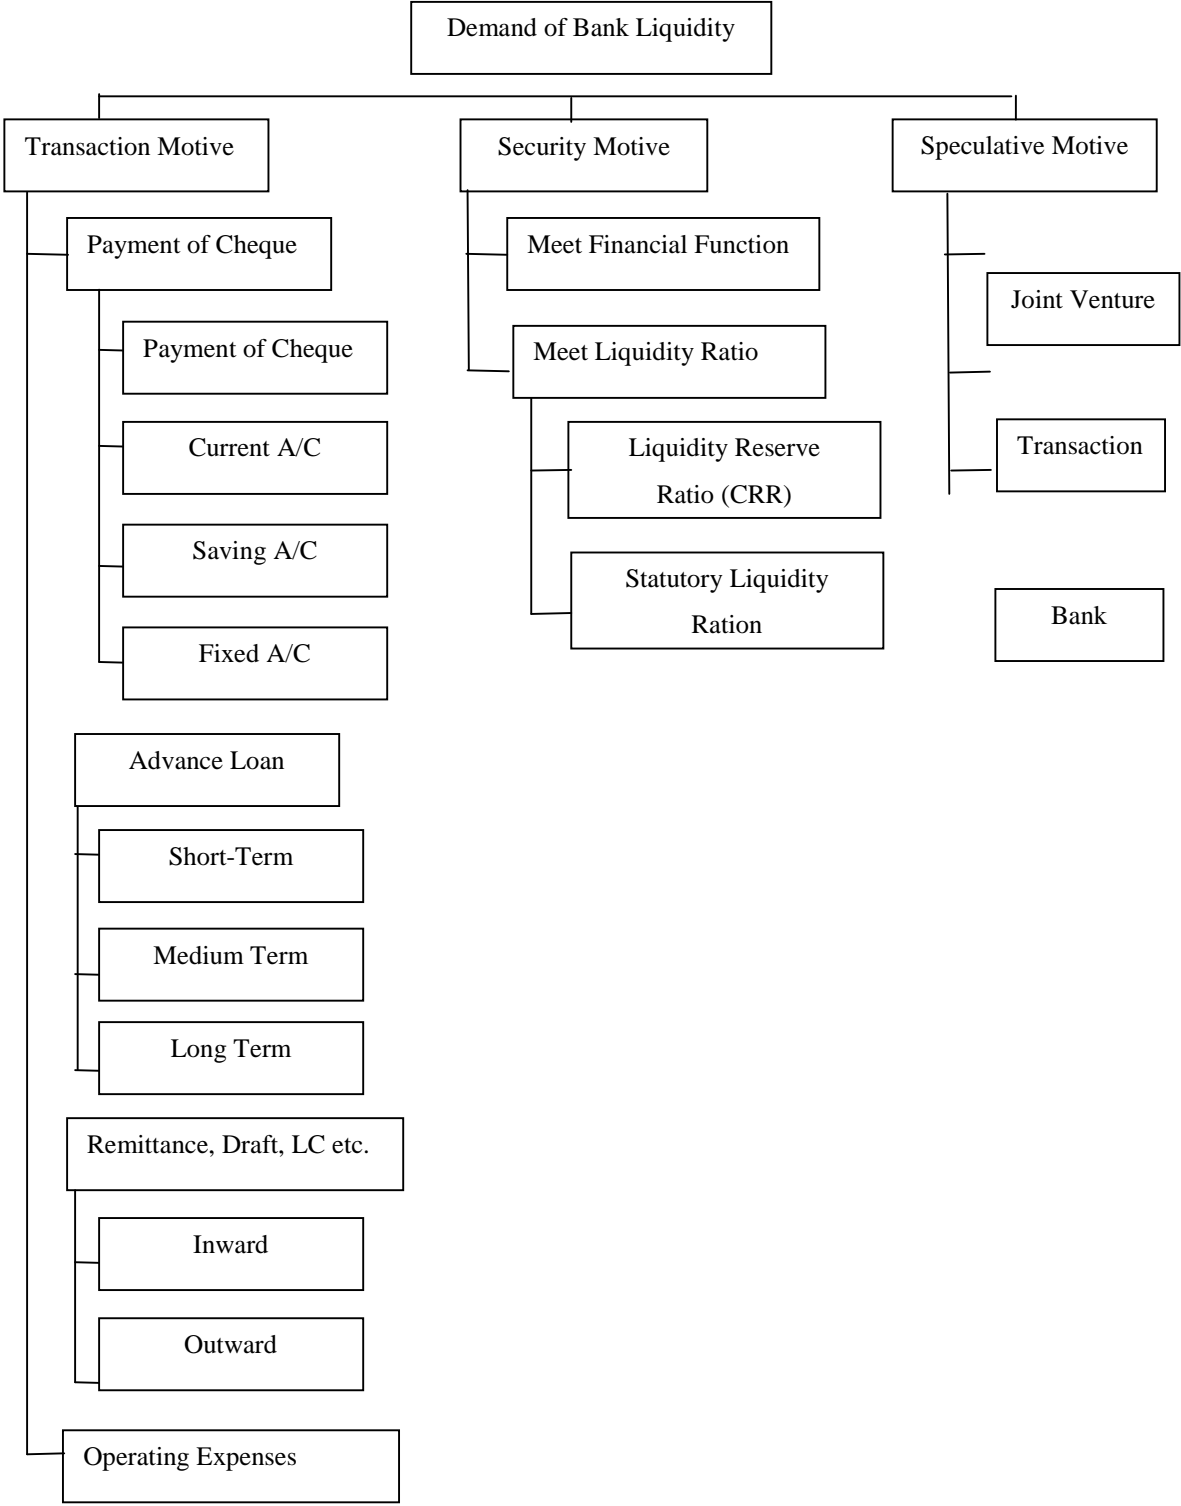 Demand of Bank Liquidity
Transaction Motive
Payment of Cheque
Payment of Cheque
Current A/C
Saving A/C
Fixed A/C
Advance Loan
Short-Term
Medium Term
Long Term
Remittance, Draft, LC etc.
Inward
Outward
Operating Expenses
Security Motive
Meet Financial Function
Meet Liquidity Ratio
Liquidity Reserve
Ratio (CRR)
Statutory Liquidity
Ration
Speculative Motive
Joint Venture
Transaction
Bank